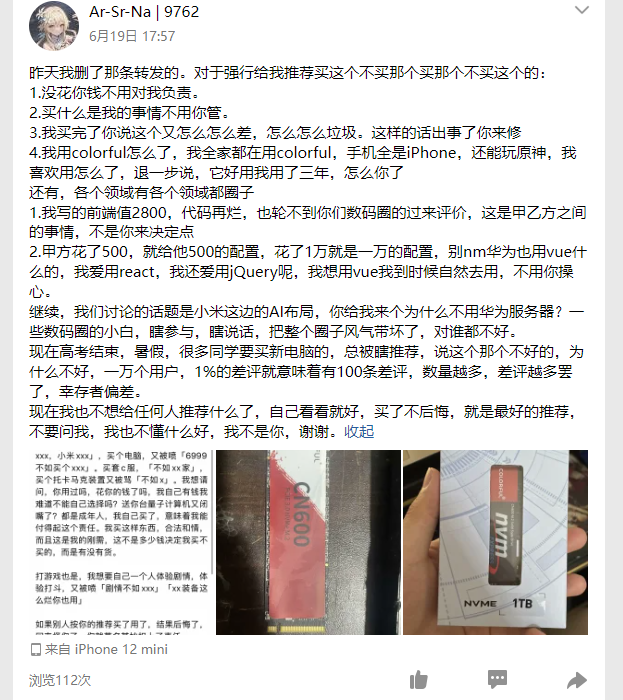 Ar-Sr-Na | 9762
6月19日 17:57
昨天我删了那条转发的。对于强行给我推荐买这个不买那个买那个不买这个的：
1.没花你钱不用对我负责。
2.买什么是我的事情不用你管。
3.我买完了你说这个又怎么怎么差，怎么怎么垃圾。这样的话出事了你来修
4.我用colorful怎么了，我全家都在用colorful，手机全是iPhone，还能玩原神，我
喜欢用怎么了，退一步说，它好用我用了三年，怎么你了
还有，各个领域有各个领域都圈子
1.我写的前端值2800，代码再烂，也轮不到你们数码圈的过来评价，这是甲乙方之间
的事情，不是你来决定点
2.甲方花了500，就给他500的配置，花了1万就是一万的配置，别nm华为也用vue什
么的，我爱用react，我还爱用jQuery呢，我想用vue我到时候自然去用，不用你操
心。
继续，我们讨论的话题是小米这边的AI布局，你给我来个为什么不用华为服务器？一
些数码圈的小白，瞎参与，瞎说话，把整个圈子风气带坏了，对谁都不好。
现在高考结束，暑假，很多同学要买新电脑的，总被瞎推荐，说这个那个不好的，为
什么不好，一万个用户，1%的差评就意味着有100条差评，数量越多，差评越多罢
了，幸存者偏差。
现在我也不想给任何人推荐什么了，自己看看就好，买了不后悔，就是最好的推荐，
不要问我，我也不懂什么好，我不是你，谢谢。收起
xxx，小米xxx」，买个电脑，又被喷「6999
不如买个xxx」。买套c服，「不如xx家」，
买个托卡马克装置又被骂「不如x」。我想请
问，你用过吗，花你的钱了吗，我自己有钱我
难道不能自己选择吗？送你台量子计算机又闭
嘴了？都是成年人，我自己买了，意味着我能
付得起这个责任。我买这样东西，合法和情，
而且这是我的刚需，这不是多少钱决定我买不
买的，而是有没有货。
打游戏也是，我想要自己一个人体验剧情，体
验打斗，又被喷「剧情不如xxx」「xx装备这
么烂你也用」
如果别人按你的推荐买了用了，结果后悔了，
CN600
COLORFUL
nvm
NVME 1TB
来自 iPhone 12 mini
浏览112次